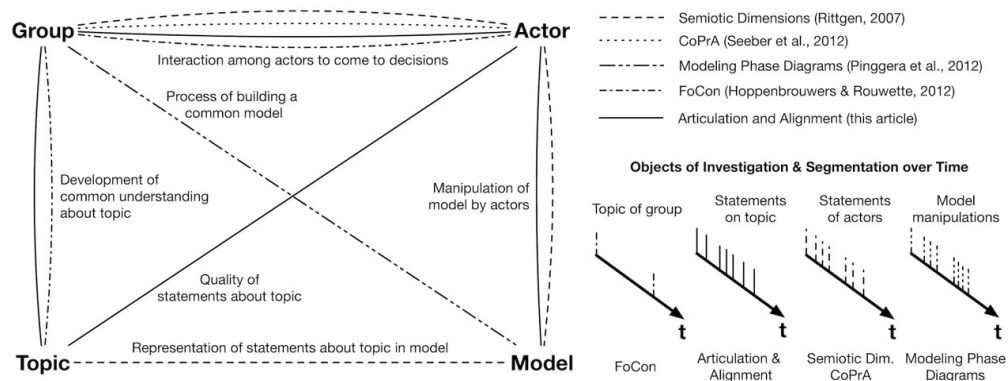 Group
Actor
Interaction among actors to come to decisions
Process of building a
common model
Development of
common understanding
about topic
Manipulation of
model by actors
Quality of
statements about topic
Representation of statements about topic in model
Topic
Model
Semiotic Dimensions (Rittgen, 2007)
CoPrA (Seeber et al., 2012)
Modeling Phase Diagrams (Pinggera et al., 2012)
FoCon (Hoppenbrouwers & Rouwette, 2012)
Articulation and Alignment (this article)
Objects of Investigation & Segmentation over Time
Topic of group
Statements
on topic
Statements
of actors
Model
manipulations
t
t
t
t
FoCon
Articulation &
Alignment
Semiotic Dim.
CoPrA
Modeling Phase
Diagrams